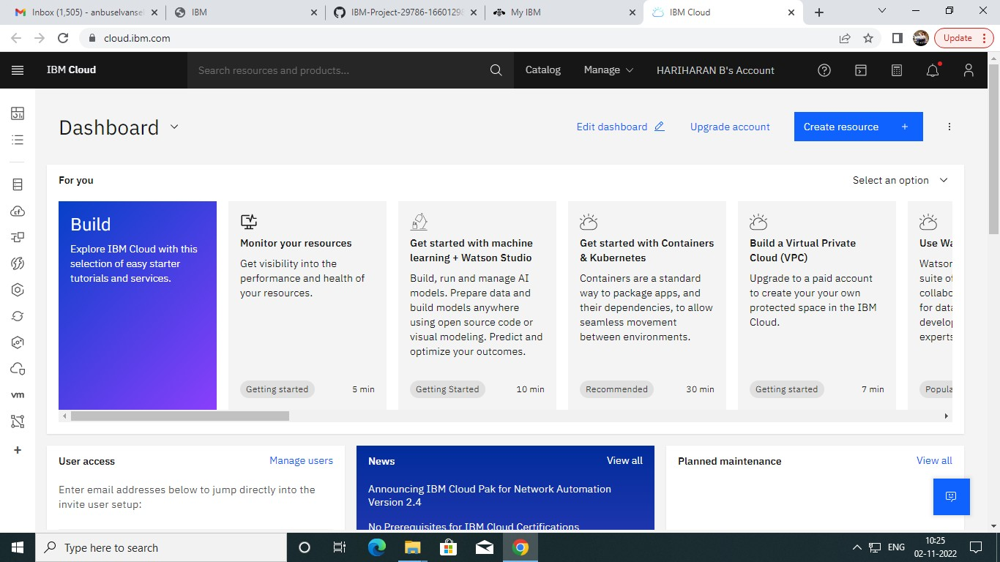 Inbox (1,505) - anbuselvansel
IBM
IBM-Project-29786-16601298
My IBM
IBM Cloud
cloud.ibm.com
Update
IBM Cloud
Search resources and products...
Catalog
Manage
HARIHARAN B's Account
Dashboard
Edit dashboard
Upgrade account
Create resource +
For you
Select an option
Build
Explore IBM Cloud with this
selection of easy starter
tutorials and services.
Monitor your resources
Get visibility into the
performance and health of
your resources.
Getting started
5 min
Get started with machine
learning + Watson Studio
Build, run and manage AI
models. Prepare data and
build models anywhere
using open source code or
visual modeling. Predict and
optimize your outcomes.
Getting Started
10 min
Get started with Containers
& Kubernetes
Containers are a standard
way to package apps, and
their dependencies, to allow
seamless movement
between environments.
Recommended
30 min
Build a Virtual Private
Cloud (VPC)
Upgrade to a paid account
to create your your own
protected space in the IBM
Cloud.
Getting started
7 min
Use Wa
Watson
suite of
collabo
for data
develop
experts
Popula
vm
User access
Manage users
Enter email addresses below to jump directly into the
invite user setup:
News
View all
Announcing IBM Cloud Pak for Network Automation
Version 2.4
No Prerequisites for IBM Cloud Certifications
Planned maintenance
View all
Type here to search
ENG
10:25
02-11-2022